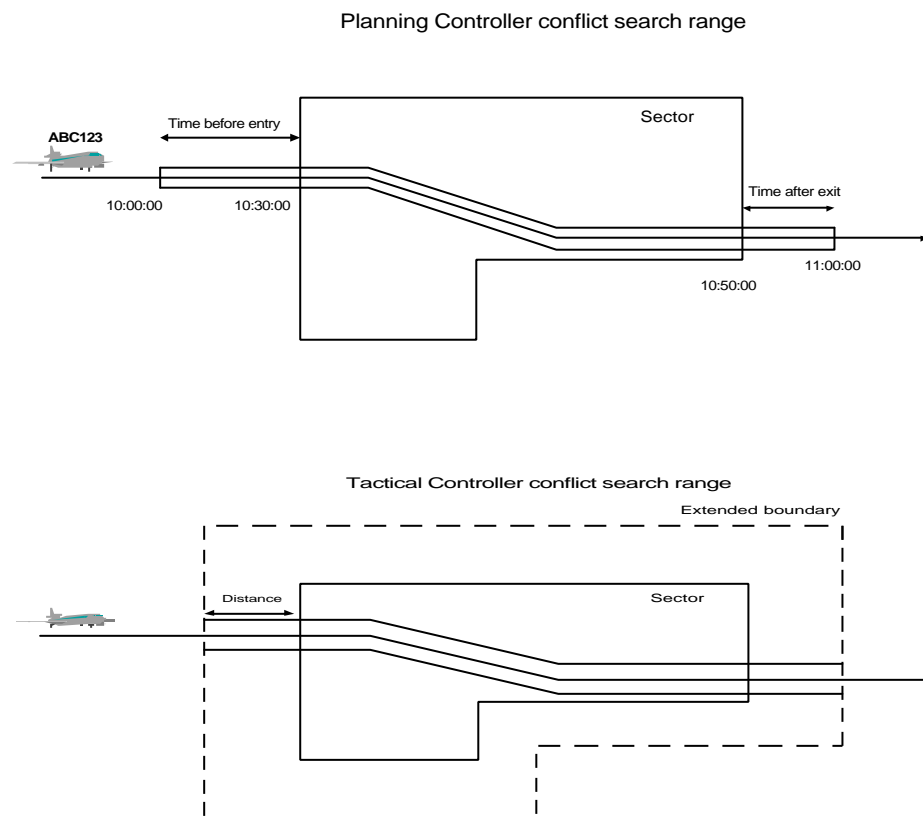 Planning Controller conflict search range
Sector
Time before entry
ABC123
Time after exit
10:00:00
10:30:00
11:00:00
10:50:00
Tactical Controller conflict search range
Extended boundary
Distance
Sector